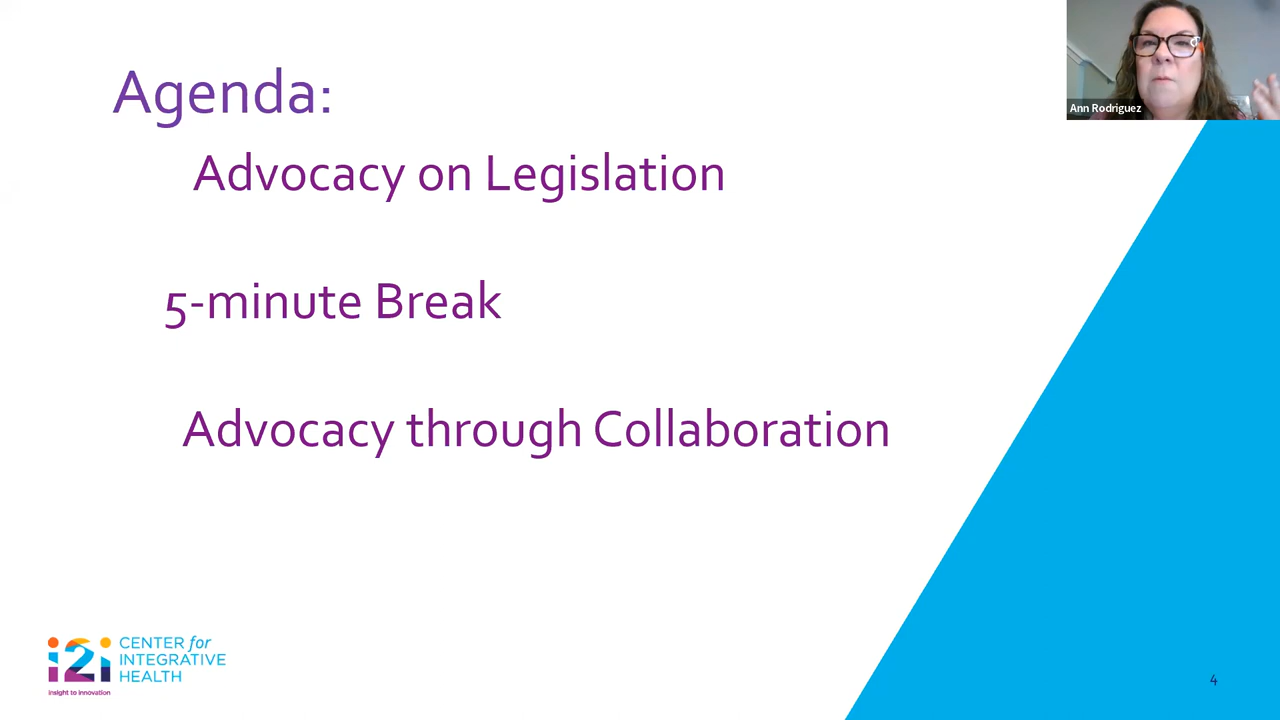 Agenda:
Advocacy on Legislation
5-minute Break
Advocacy through Collaboration
Ann Rodriguez
i2i
insight to innovation
CENTER for
INTEGRATIVE
HEALTH
4